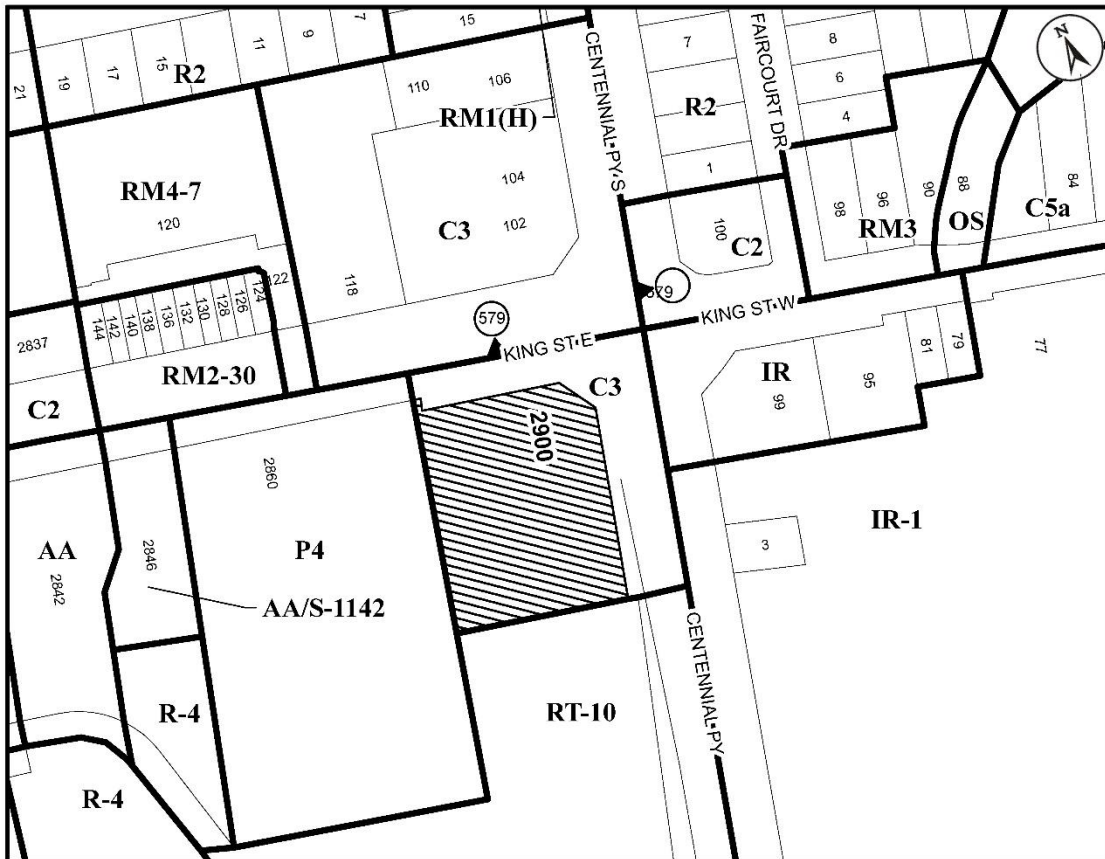 21
19
17
15
R2
11
9
7
15
110
106
RM1(H)
104
102
C3
CENTENNIAL PY S
7
R2
1
FAIRCOURT DR
8
6
4
N
RM4-7
120
118
122
124
126
128
130
132
136
138
140
142
144
RM2-30
2837
C2
579
KING ST E
100
C2
579
KING ST W
98
96
RM3
90
88
OS
C5a
84
C3
2900
IR
99
95
81
79
77
IR-1
3
AA
2842
2846
AA/S-1142
2860
P4
R-4
R-4
RT-10
CENTENNIAL PY